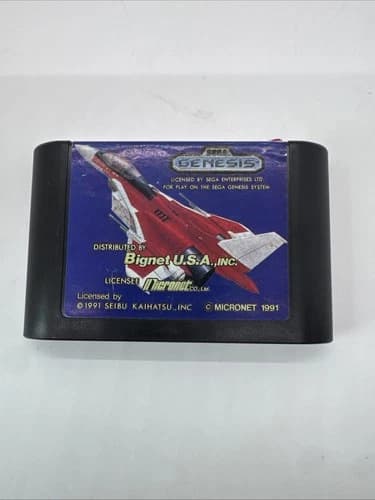 SEGA
GENESIS
LICENSED BY SEGA ENTERPRISES LTD.
FOR PLAY ON THE SEGA GENESIS SYSTEM
DISTRIBUTED BY
Bignet U.S.A., INC.
LICENSEE Micronet CO., Ltd.
Licensed by
©1991 SEIBU KAIHATSU., INC © MICRONET 1991